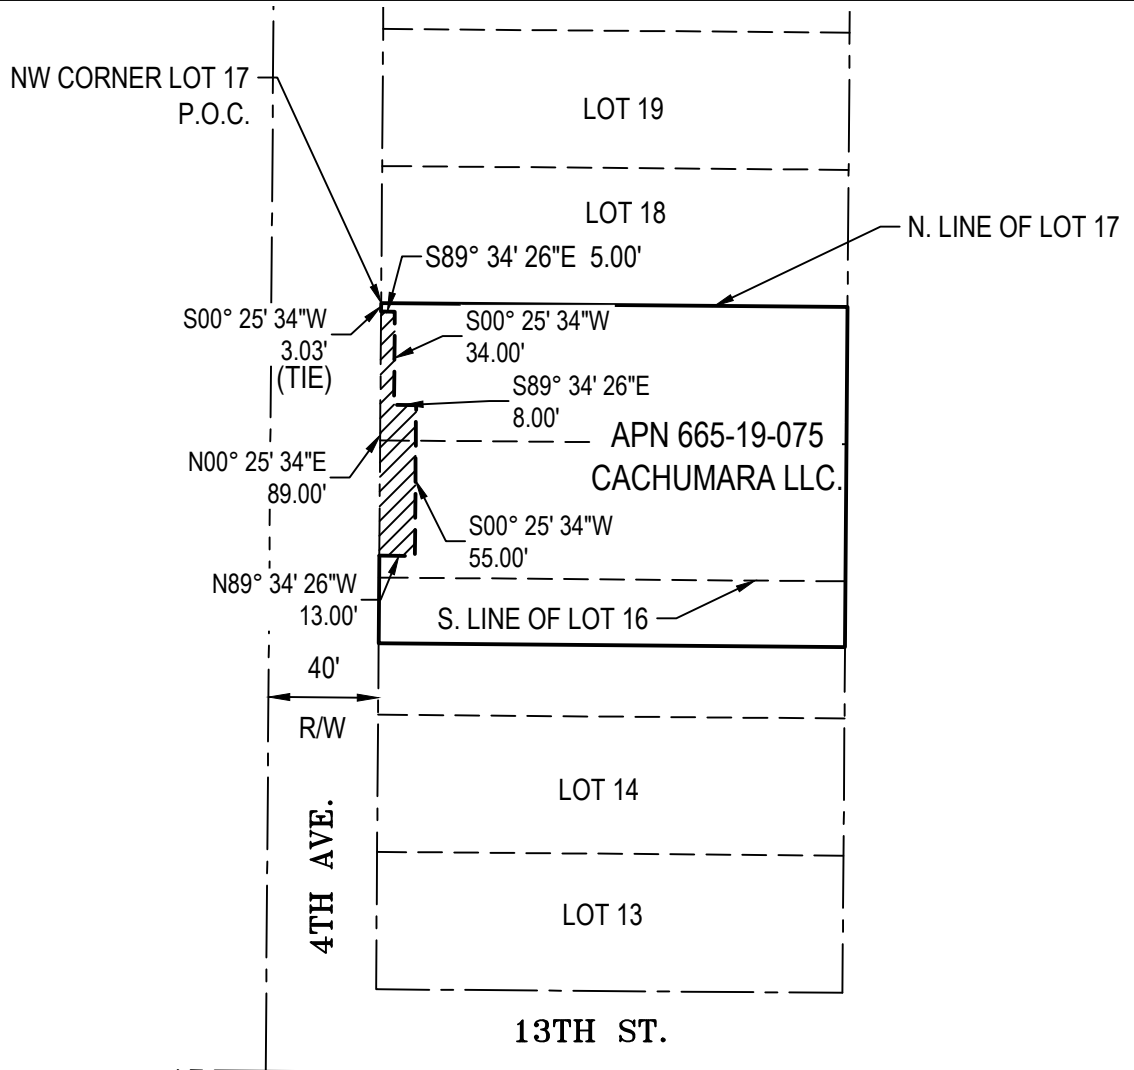 NW CORNER LOT 17
P.O.C.
LOT 19
LOT 18
N. LINE OF LOT 17
S89° 34' 26"E 5.00'
S00° 25' 34"W
3.03'
(TIE)
S00° 25' 34"W
34.00'
S89° 34' 26"E
8.00'
APN 665-19-075
CACHUMARA LLC.
N00° 25' 34"E
89.00'
S00° 25' 34"W
55.00'
N89° 34' 26"W
13.00'
S. LINE OF LOT 16
40'
R/W
LOT 14
4TH AVE.
LOT 13
13TH ST.